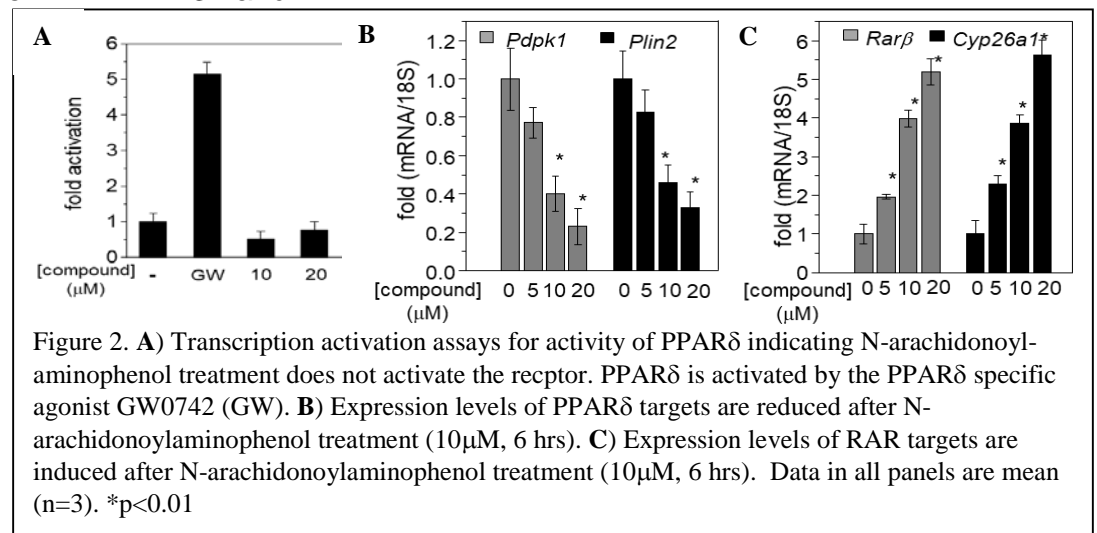 A
fold activation
6
5
4
3
2
1
0
[compound]
(μM)
- GW 10 20
B
Pdpk1 Plin2
fold (mRNA/18S)
1.2
1.0
0.8
0.6
0.4
0.2
0.0
* * * *
[compound]
(μM)
0 5 10 20 0 5 10 20
C
Rarβ Cyp26a1
fold (mRNA/18S)
6
5
4
3
2
1
0
* * * * * *
[compound]
(μM)
0 5 10 20 0 5 10 20
Figure 2. A) Transcription activation assays for activity of PPARδ indicating N-arachidonoyl-
aminophenol treatment does not activate the recptor. PPARδ is activated by the PPARδ specific
agonist GW0742 (GW). B) Expression levels of PPARδ targets are reduced after N-
arachidonoylaminophenol treatment (10μM, 6 hrs). C) Expression levels of RAR targets are
induced after N-arachidonoylaminophenol treatment (10μM, 6 hrs). Data in all panels are mean
(n=3). *p<0.01